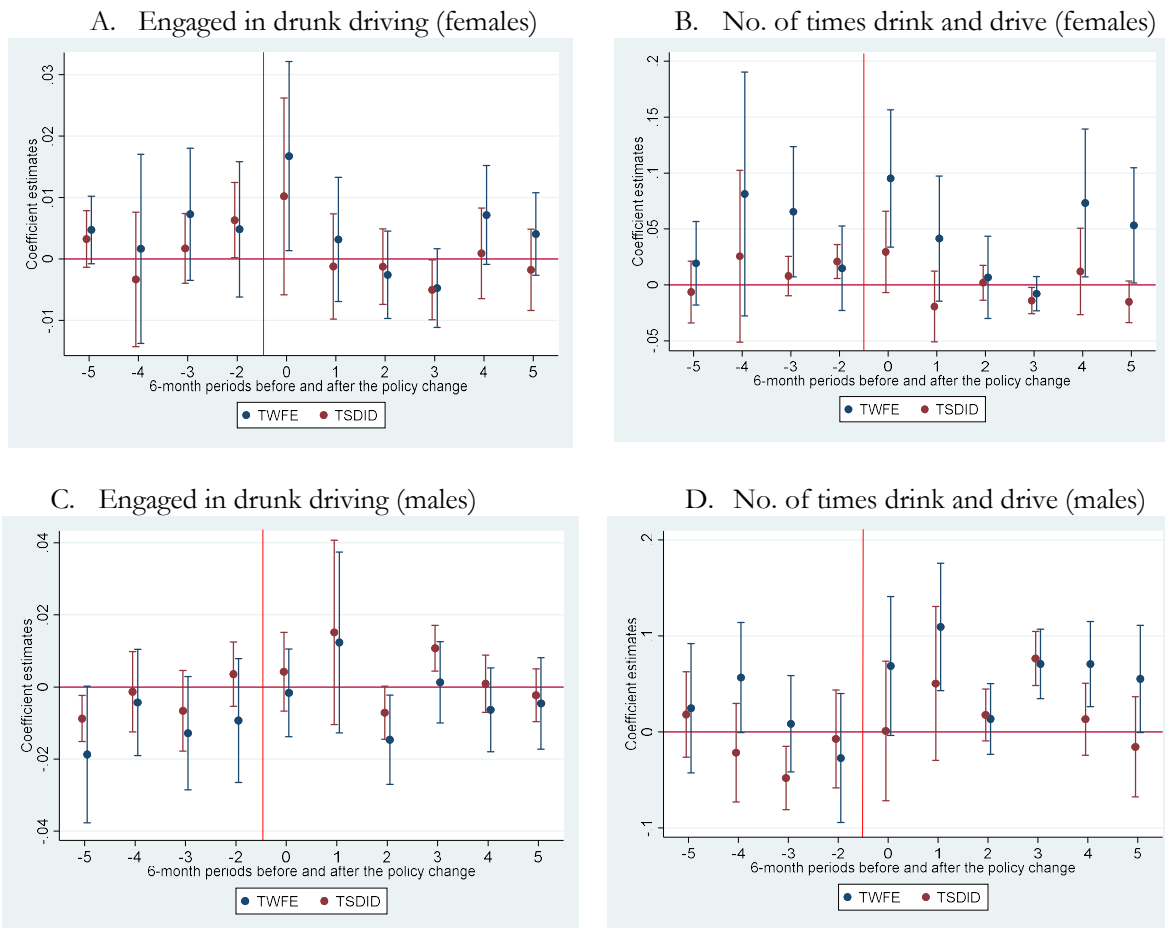 A. Engaged in drunk driving (females)
B. No. of times drink and drive (females)
Coefficient estimates
.03
.02
.01
0
-.01
-5 -4 -3 -2 0 1 2 3 4 5
6-month periods before and after the policy change
TWFE TSDID
Coefficient estimates
.2
.15
.1
.05
0
-.05
-5 -4 -3 -2 0 1 2 3 4 5
6-month periods before and after the policy change
TWFE TSDID
C. Engaged in drunk driving (males)
D. No. of times drink and drive (males)
Coefficient estimates
.04
.02
0
-.02
-.04
-5 -4 -3 -2 0 1 2 3 4 5
6-month periods before and after the policy change
TWFE TSDID
Coefficient estimates
.2
.1
0
-.1
-5 -4 -3 -2 0 1 2 3 4 5
6-month periods before and after the policy change
TWFE TSDID